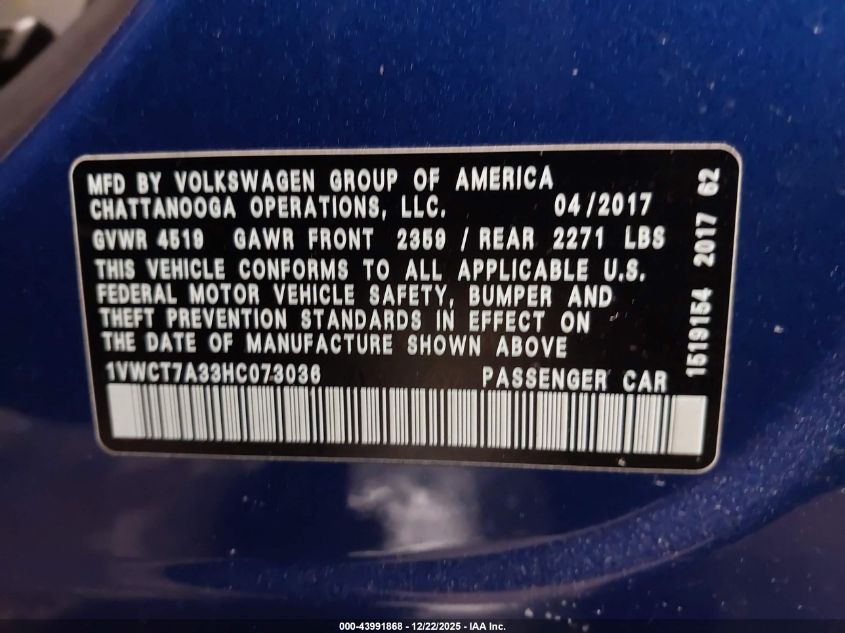 MFD BY VOLKSWAGEN GROUP OF AMERICA
CHATTANOOGA OPERATIONS, LLC. 04/2017
GVWR 4519 GAWR FRONT 2359 / REAR 2271 LBS
THIS VEHICLE CONFORMS TO ALL APPLICABLE U.S.
FEDERAL MOTOR VEHICLE SAFETY, BUMPER AND
THEFT PREVENTION STANDARDS IN EFFECT ON
THE DATE OF MANUFACTURE SHOWN ABOVE
1VWCT7A33HC073036 PASSENGER CAR
1519154 2017 62
000-43991868 - 12/22/2025 - IAA Inc.